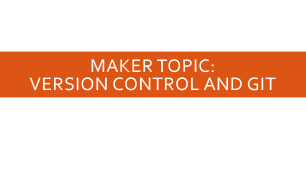 MAKER TOPIC:
VERSION CONTROL AND GIT